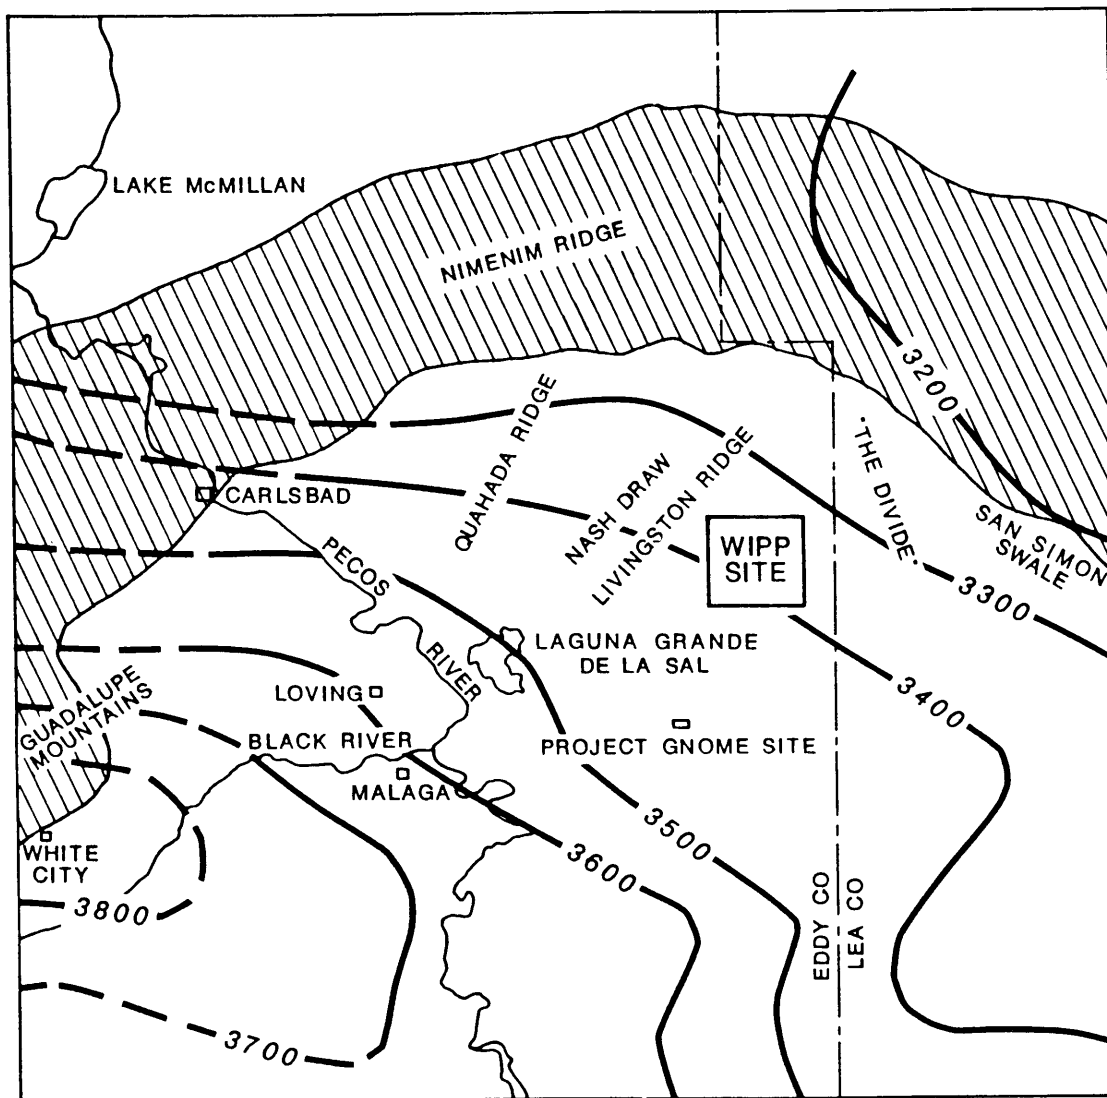 LAKE McMILLAN
NIMENIM RIDGE
3200
QUAHADA RIDGE
"THE DIVIDE"
CARLSBAD
NASH DRAW
LIVINGSTON RIDGE
SAN SIMON
SWALE
WIPP
SITE
PECOS
RIVER
3300
LAGUNA GRANDE
DE LA SAL
GUADALUPE
MOUNTAINS
LOVING
3400
BLACK RIVER
PROJECT GNOME SITE
MALAGA
3500
WHITE
CITY
3600
3800
EDDY CO
LEA CO
3700